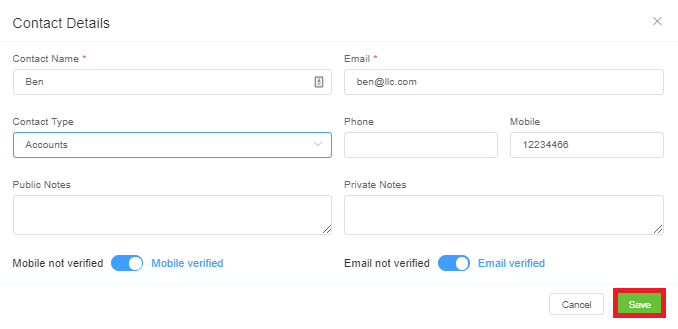 Contact Details
Contact Name *
Email *
Ben
ben@llc.com
Contact Type
Phone
Mobile
Accounts
12234466
Public Notes
Private Notes
Mobile not verified Mobile verified
Email not verified Email verified
Cancel
Save